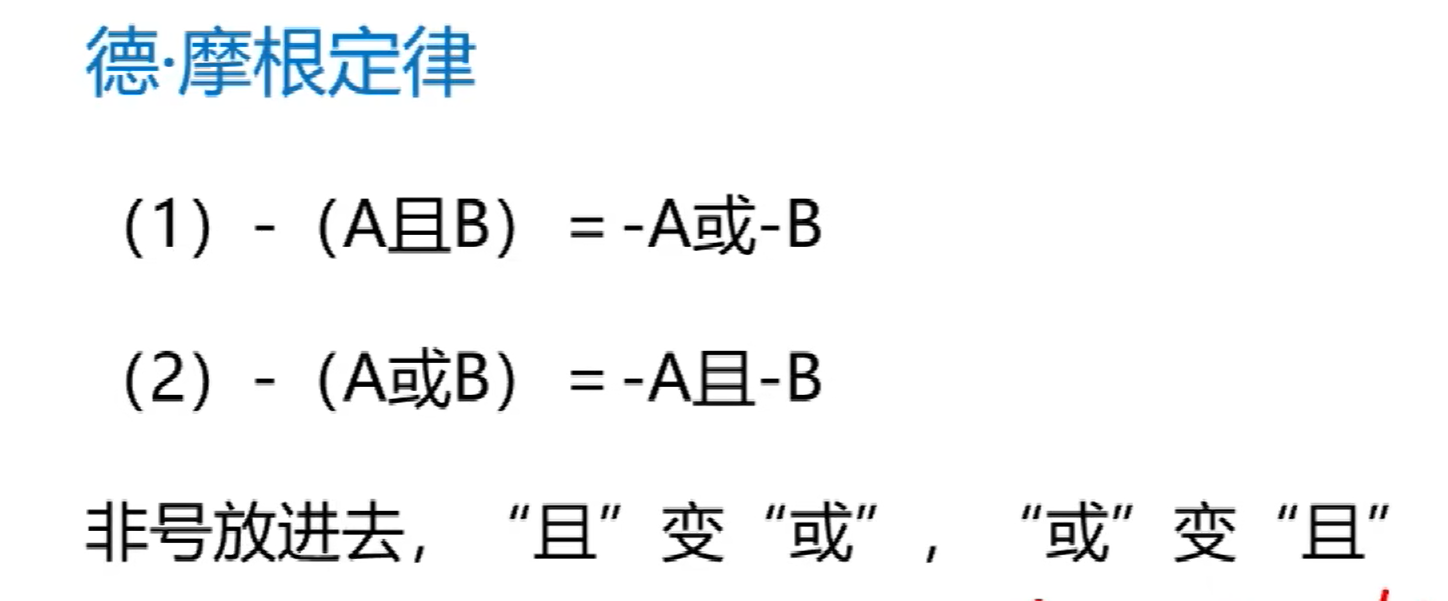 德·摩根定律
（1）-（A且B） = -A或-B
（2）-（A或B） = -A且-B
非号放进去，“且”变“或”，“或”变“且”